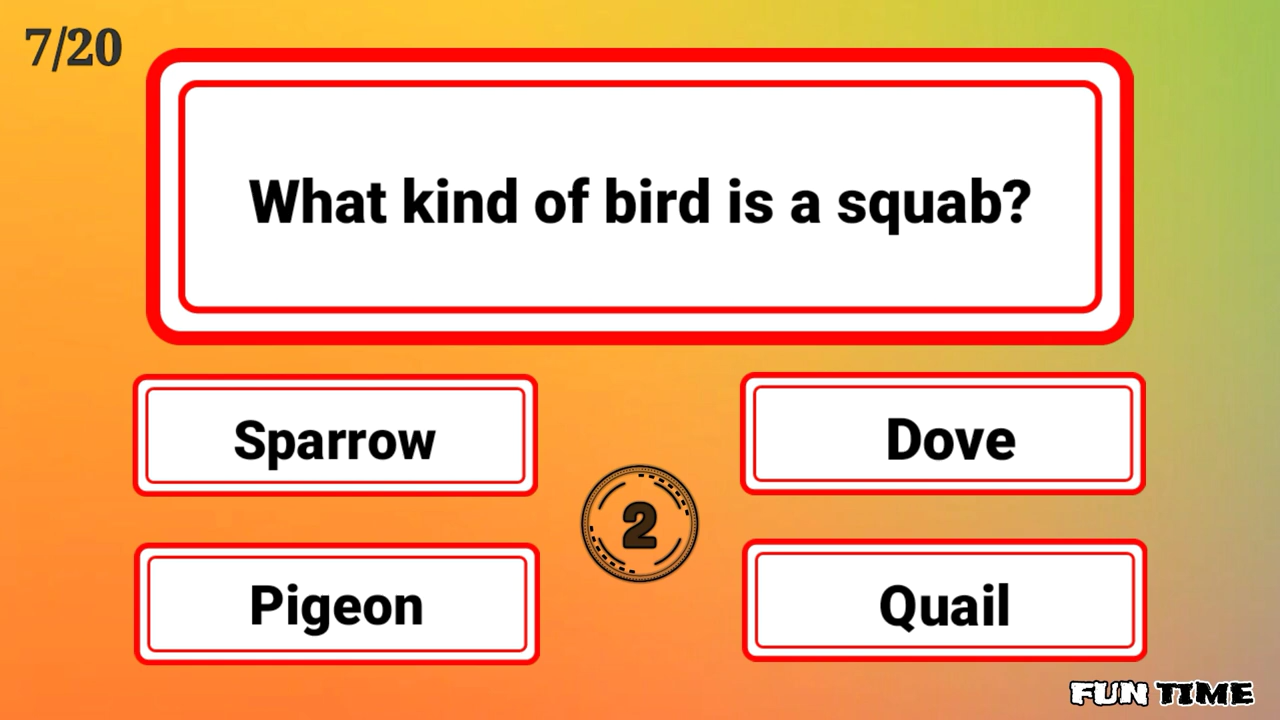 7/20
What kind of bird is a squab?
Sparrow
Dove
2
Pigeon
Quail
FUN TIME